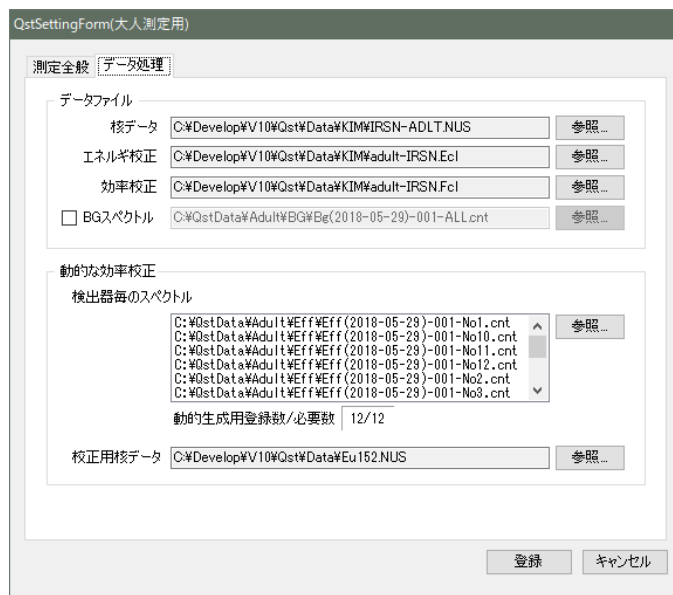 QstSettingForm(大人測定用)
測定全般 データ処理
データファイル
核データ C:¥Develop¥V10¥Qst¥Data¥KIM¥IRSN-ADLT.NUS 参照...
エネルギ校正 C:¥Develop¥V10¥Qst¥Data¥KIM¥adult-IRSN.Ecl 参照...
効率校正 C:¥Develop¥V10¥Qst¥Data¥KIM¥adult-IRSN.Fcl 参照...
BGスペクトル C:¥QstData¥Adult¥BG¥Bg(2018-05-29)-001-ALL.cnt 参照...
動的な効率校正
検出器毎のスペクトル
C:¥QstData¥Adult¥Eff¥Eff(2018-05-29)-001-No1.cnt 参照...
C:¥QstData¥Adult¥Eff¥Eff(2018-05-29)-001-No10.cnt
C:¥QstData¥Adult¥Eff¥Eff(2018-05-29)-001-No11.cnt
C:¥QstData¥Adult¥Eff¥Eff(2018-05-29)-001-No12.cnt
C:¥QstData¥Adult¥Eff¥Eff(2018-05-29)-001-No2.cnt
C:¥QstData¥Adult¥Eff¥Eff(2018-05-29)-001-No3.cnt
動的生成用登録数/必要数 12/12
校正用核データ C:¥Develop¥V10¥Qst¥Data¥Eu152.NUS 参照...
登録 キャンセル